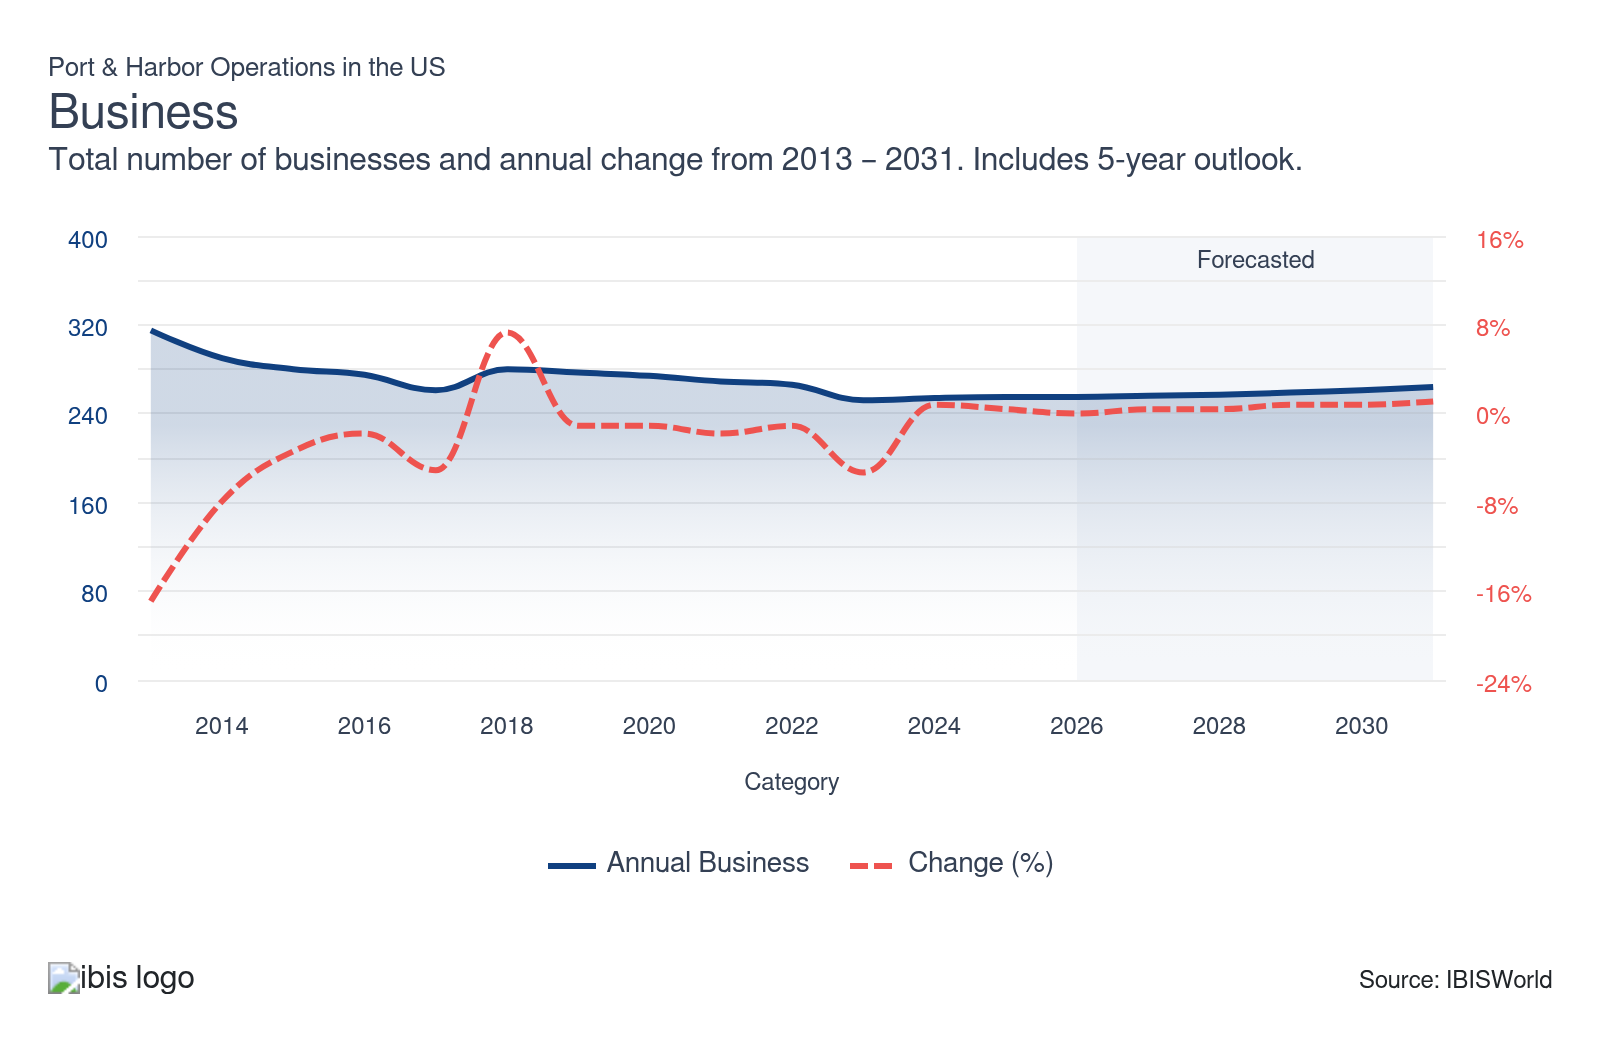 Port & Harbor Operations in the US
Business
Total number of businesses and annual change from 2013 – 2031. Includes 5-year outlook.
400
16%
Forecasted
320
8%
240
0%
160
-8%
80
-16%
0
-24%
2014 2016 2018 2020 2022 2024 2026 2028 2030
Category
Annual Business Change (%)
ibis logo
Source: IBISWorld